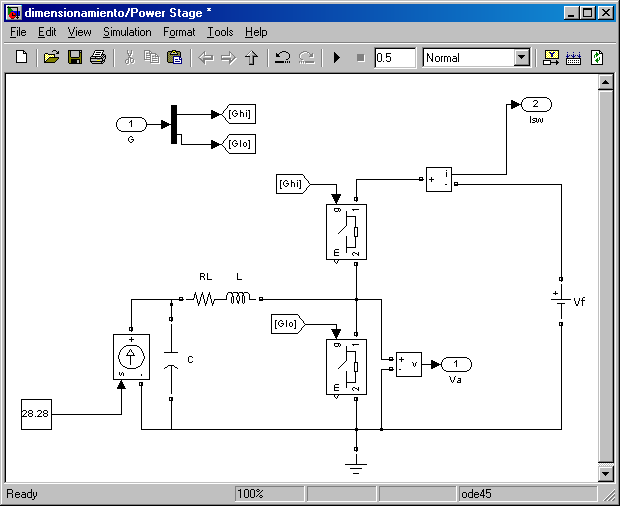 dimensionamiento/Power Stage *
File Edit View Simulation Format Tools Help
0.5 Normal
1
G
[Ghi]
[Glo]
2
Isw
[Ghi]
g 1
m 2
+ i
-
RL L
+
Vf
[Glo]
g 1
m 2
C
+
s -
+
- v
1
Va
28.28
Ready 100% ode45